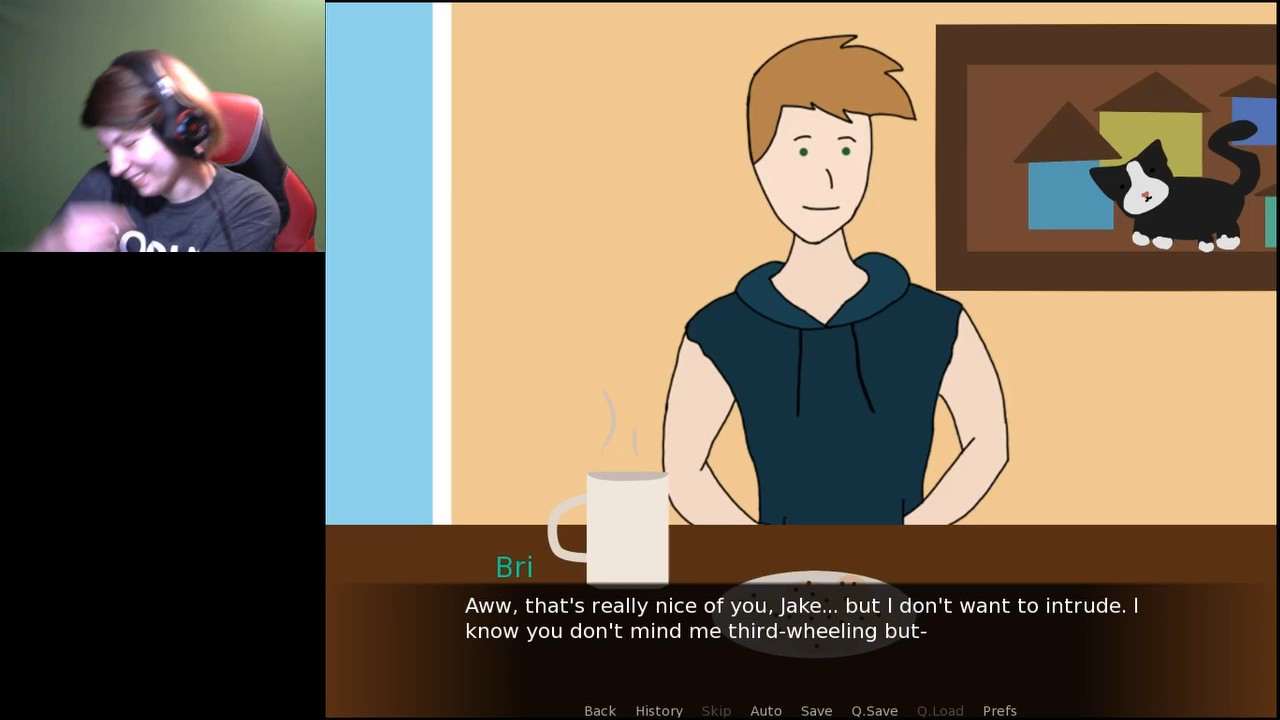 Bri
Aww, that's really nice of you, Jake... but I don't want to intrude. I
know you don't mind me third-wheeling but-
Back History Skip Auto Save Q.Save Q.Load Prefs